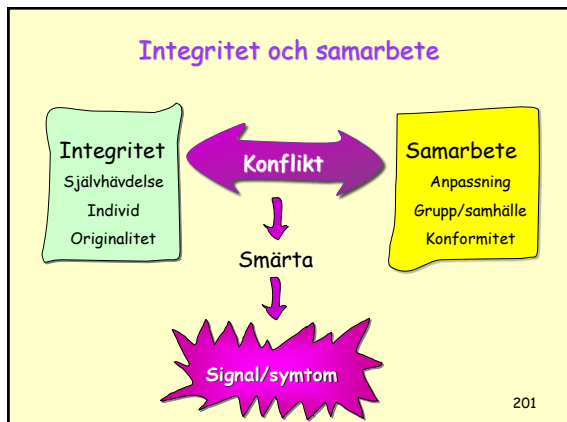 Integritet och samarbete
Integritet
Självhävdelse
Individ
Originalitet
Konflikt
Samarbete
Anpassning
Grupp/samhälle
Konformitet
Smärta
Signal/symtom
201